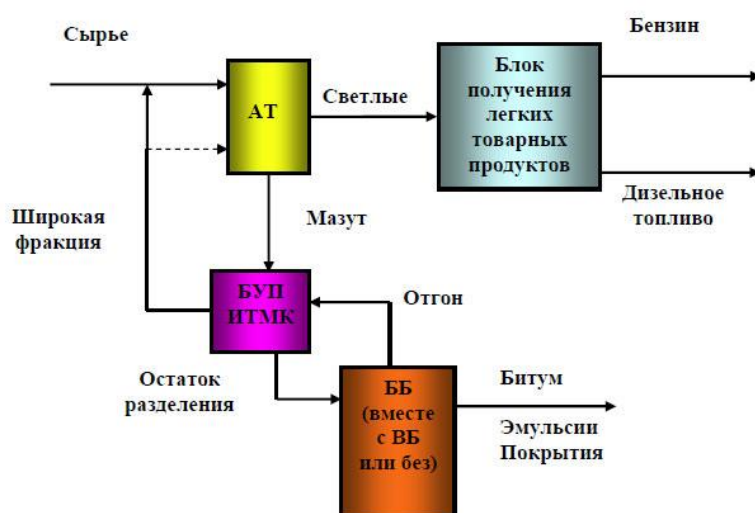 Сырье
Бензин
АТ
Светлые
Блок
получения
легких
товарных
продуктов
Дизельное
топливо
Широкая
фракция
Мазут
БУП
ИТМК
Отгон
Остаток
разделения
ББ
(вместе
с ВБ
или без)
Битум
Эмульсии
Покрытия